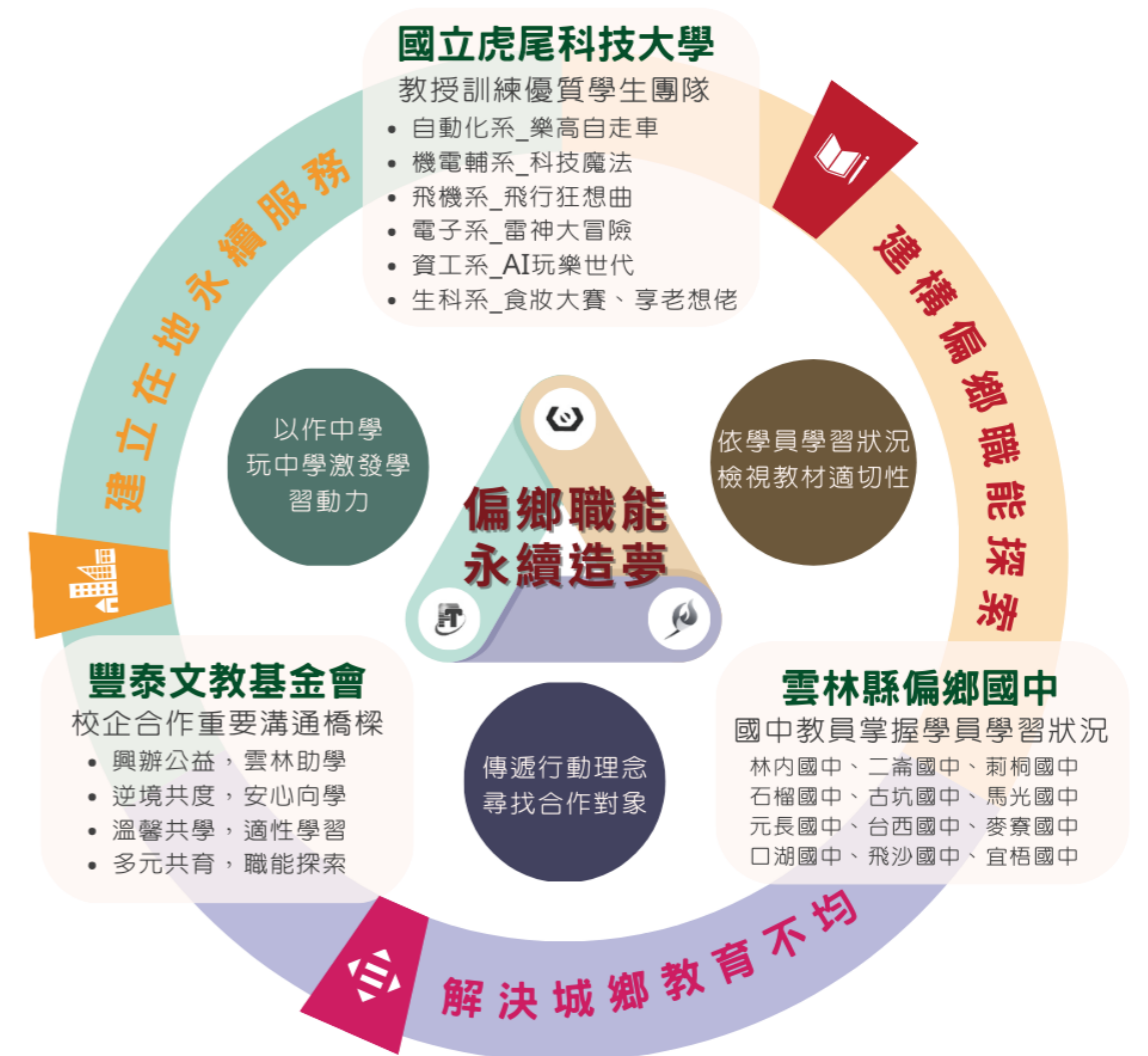 國立虎尾科技大學
教授訓練優質學生團隊
• 自動化系_樂高自走車
• 機電輔系_科技魔法
• 飛機系_飛行狂想曲
• 電子系_雷神大冒險
• 資工系_AI玩樂世代
• 生科系_食妝大賽、享老想佬
建立在地永續服務
建構偏鄉職能探索
以作中學
玩中學激發學
習動力
依學員學習狀況
檢視教材適切性
偏鄉職能
永續造夢
豐泰文教基金會
校企合作重要溝通橋樑
• 興辦公益，雲林助學
• 逆境共度，安心向學
• 溫馨共學，適性學習
• 多元共育，職能探索
傳遞行動理念
尋找合作對象
雲林縣偏鄉國中
國中教員掌握學員學習狀況
林內國中、二崙國中、莿桐國中
石榴國中、古坑國中、馬光國中
元長國中、台西國中、麥寮國中
口湖國中、飛沙國中、宜梧國中
解決城鄉教育不均